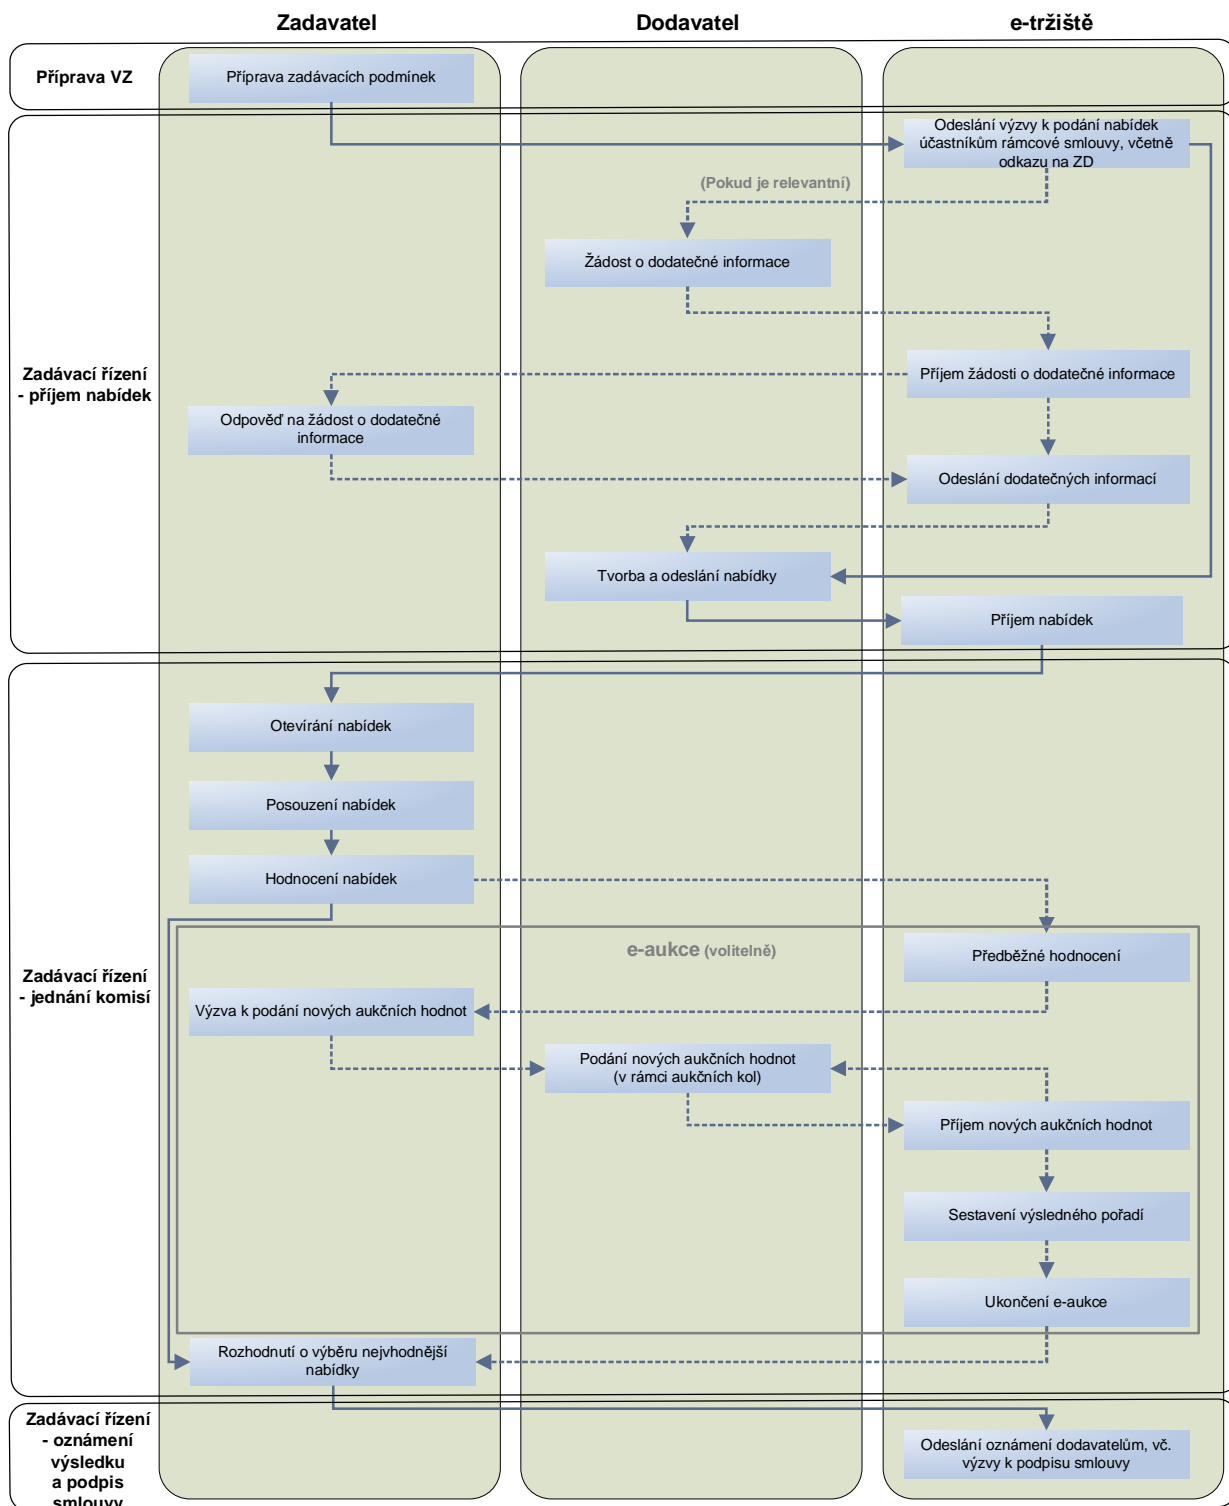 Zadavatel
Dodavatel
e-tržiště
Příprava VZ
Příprava zadávacích podmínek
Odeslání výzvy k podání nabídek
účastníkům rámcové smlouvy, včetně
odkazu na ZD
(Pokud je relevantní)
Žádost o dodatečné informace
Zadávací řízení
- příjem nabídek
Příjem žádosti o dodatečné informace
Odpověď na žádost o dodatečné
informace
Odeslání dodatečných informací
Tvorba a odeslání nabídky
Příjem nabídek
Otevírání nabídek
Posouzení nabídek
Hodnocení nabídek
e-aukce (volitelně)
Předběžné hodnocení
Zadávací řízení
- jednání komisí
Výzva k podání nových aukčních hodnot
Podání nových aukčních hodnot
(v rámci aukčních kol)
Příjem nových aukčních hodnot
Sestavení výsledného pořadí
Ukončení e-aukce
Rozhodnutí o výběru nejvhodnější
nabídky
Zadávací řízení
- oznámení
výsledku
a podpis
smlouvy
Odeslání oznámení dodavatelům, vč.
výzvy k podpisu smlouvy